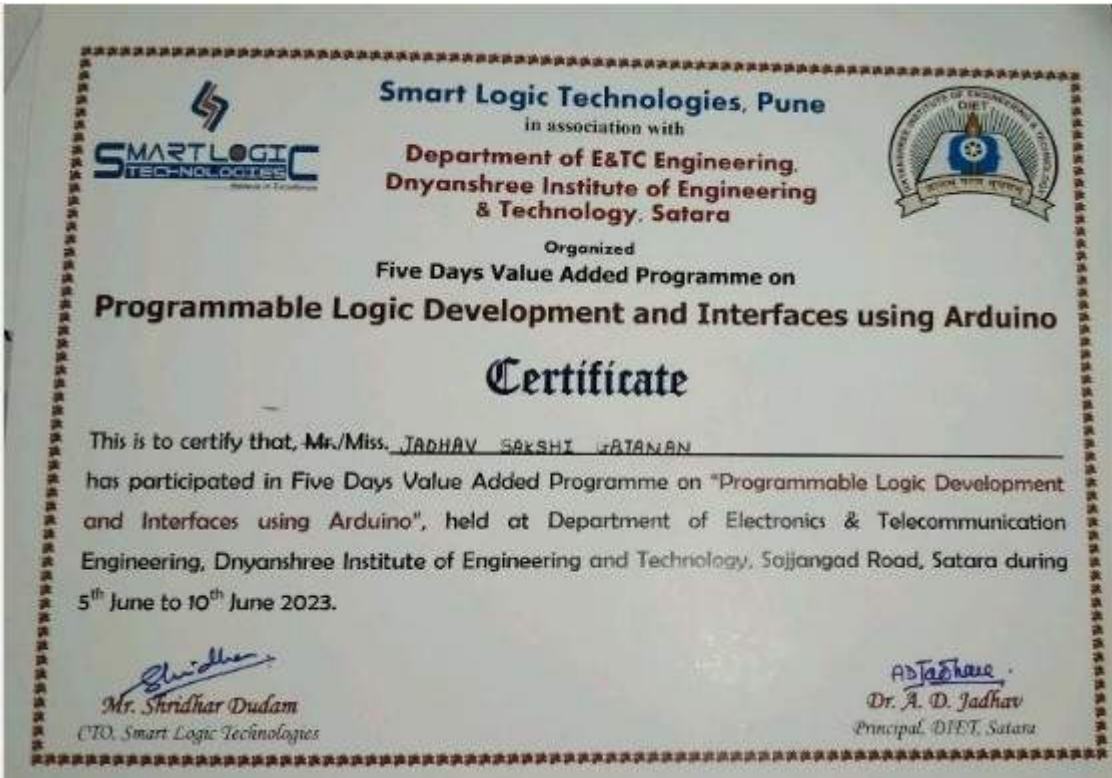 Smart Logic Technologies, Pune
in association with
Department of E&TC Engineering,
Dnyanshree Institute of Engineering
& Technology, Satara
SMARTLOGIC
TECHNOLOGIES
DIET
Organized
Five Days Value Added Programme on
Programmable Logic Development and Interfaces using Arduino
Certificate
This is to certify that, Mr./Miss. JADHAV SAKSHI GAJANAN
has participated in Five Days Value Added Programme on "Programmable Logic Development
and Interfaces using Arduino", held at Department of Electronics & Telecommunication
Engineering, Dnyanshree Institute of Engineering and Technology, Sajjangad Road, Satara during
5th June to 10th June 2023.
Shridhar
ADJadhav
Mr. Shridhar Dudam
Dr. A. D. Jadhav
CTO, Smart Logic Technologies
Principal, DIET, Satara